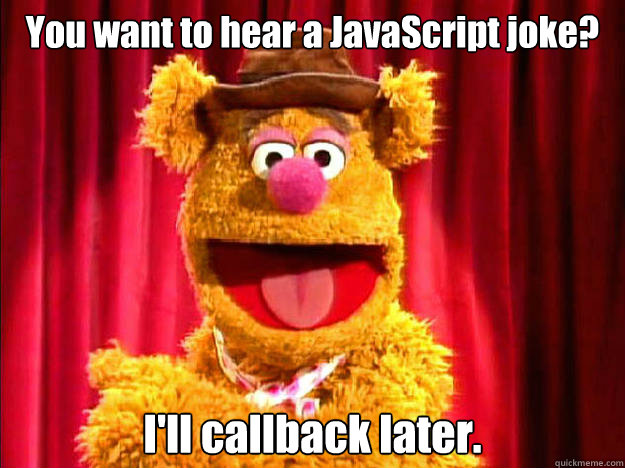 You want to hear a JavaScript joke?
I'll callback later.
quickmeme.com